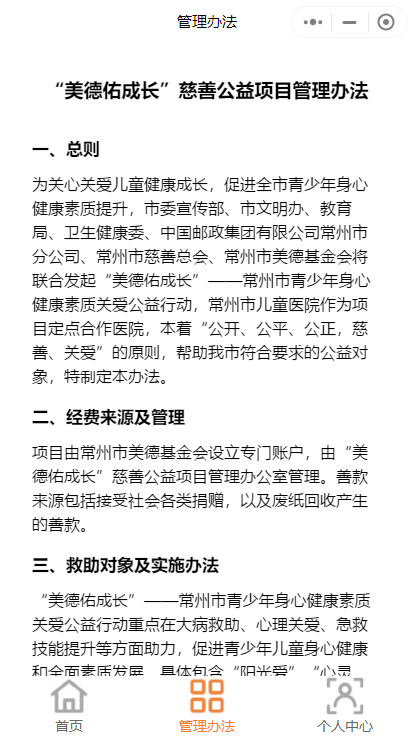 管理办法
“美德佑成长”慈善公益项目管理办法
一、总则
为关心关爱儿童健康成长，促进全市青少年身心
健康素质提升，市委宣传部、市文明办、教育
局、卫生健康委、中国邮政集团有限公司常州市
分公司、常州市慈善总会、常州市美德基金会将
联合发起“美德佑成长”——常州市青少年身心
健康素质关爱公益行动，常州市儿童医院作为项
目定点合作医院，本着“公开、公平、公正，慈
善、关爱”的原则，帮助我市符合要求的公益对
象，特制定本办法。
二、经费来源及管理
项目由常州市美德基金会设立专门账户，由“美
德佑成长”慈善公益项目管理办公室管理。善款
来源包括接受社会各类捐赠，以及废纸回收产生
的善款。
三、救助对象及实施办法
“美德佑成长”——常州市青少年身心健康素质
关爱公益行动重点在大病救助、心理关爱、急救
技能提升等方面助力，促进青少年儿童身心健康
和全面素质发展，具体包含“阳光爱”“心灵
首页
管理办法
个人中心